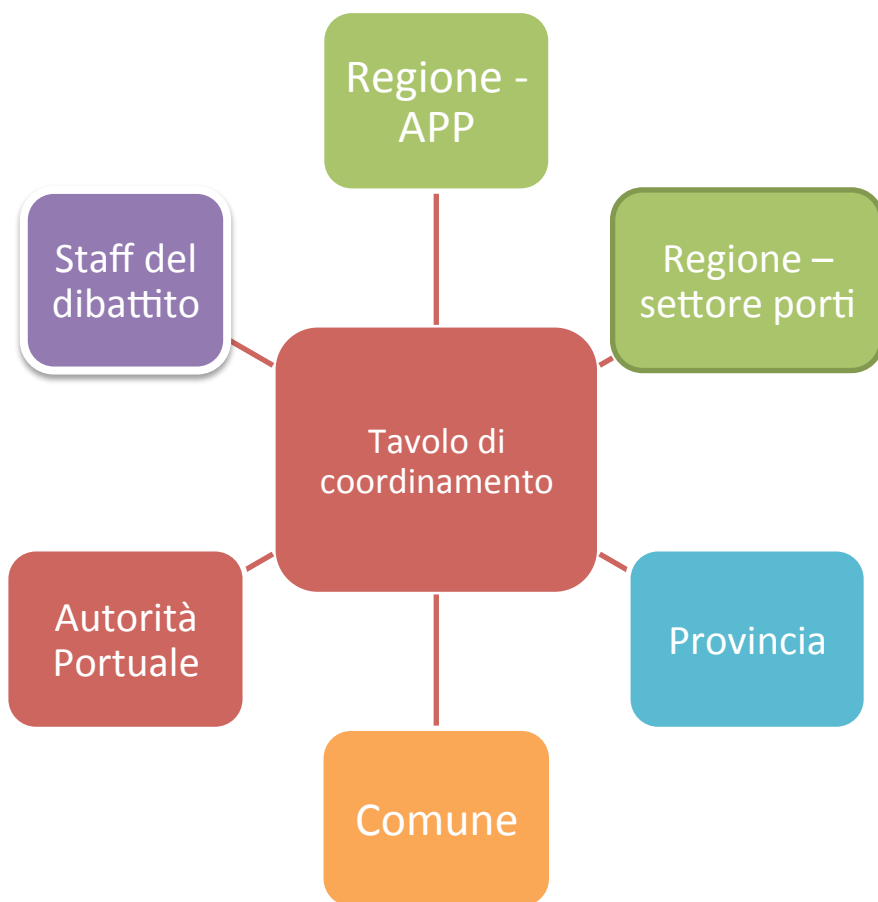 Regione -
APP
Staff del
dibattito
Regione –
settore porti
Tavolo di
coordinamento
Autorità
Portuale
Provincia
Comune